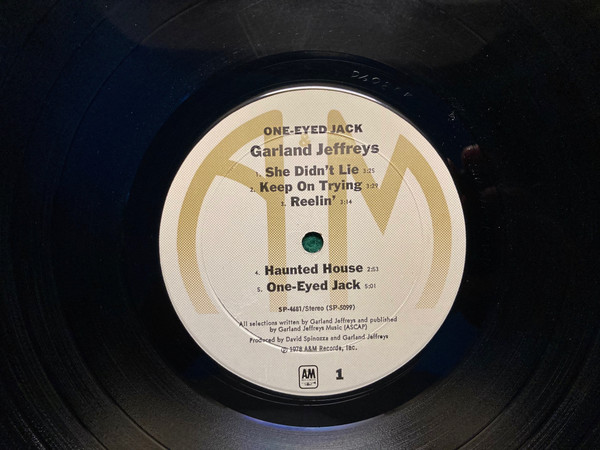 ONE-EYED JACK
Garland Jeffreys
1. She Didn't Lie 3:25
2. Keep On Trying 3:29
3. Reelin' 3:14
4. Haunted House 2:53
5. One-Eyed Jack 5:01
SP-4681/Stereo (SP-5099)
All selections written by Garland Jeffreys and published
by Garland Jeffreys Music (ASCAP)
Produced by David Spinozza and Garland Jeffreys
℗ 1978 A&M Records, Inc.
A&M
RECORDS
1